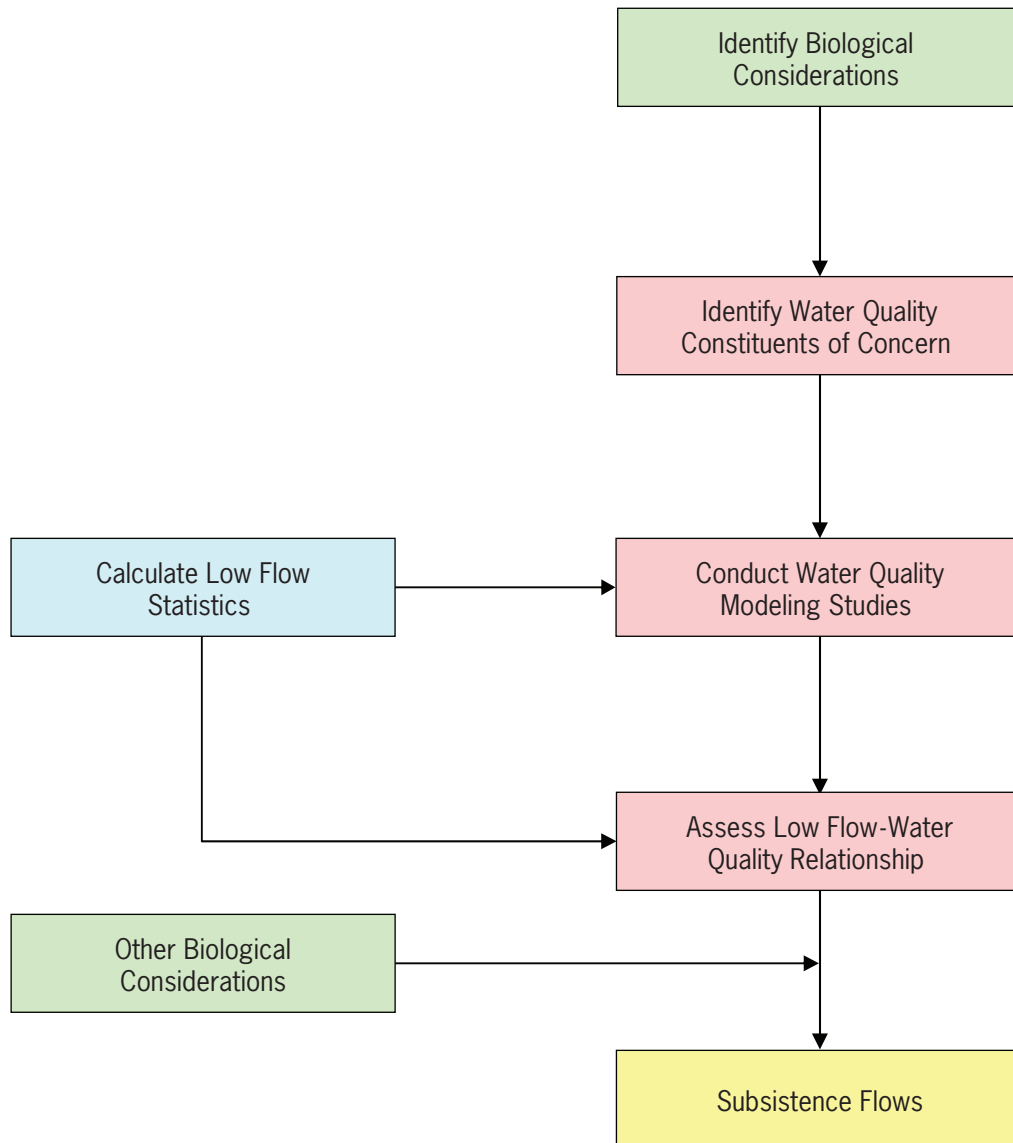 Identify Biological
Considerations
Identify Water Quality
Constituents of Concern
Calculate Low Flow
Statistics
Conduct Water Quality
Modeling Studies
Assess Low Flow-Water
Quality Relationship
Other Biological
Considerations
Subsistence Flows